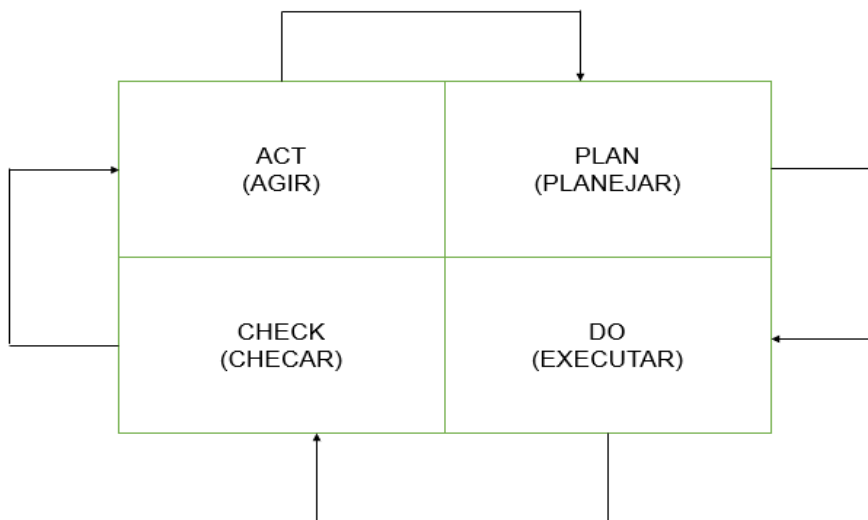 ACT
(AGIR)
PLAN
(PLANEJAR)
CHECK
(CHECAR)
DO
(EXECUTAR)